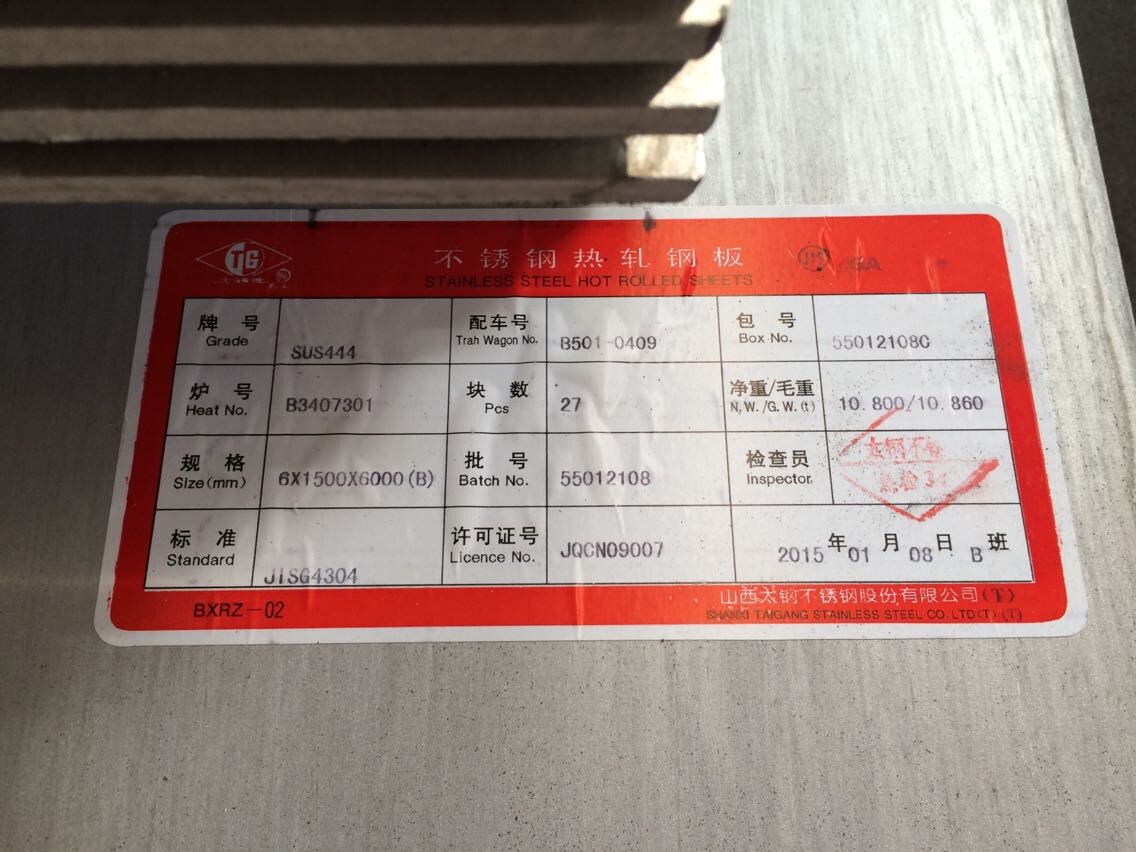 TG
不锈钢热轧钢板
STAINLESS STEEL HOT ROLLED SHEETS
JIS
牌号 SUS444 配车号 B501-0409 包号 55012108C
Grade Trah Wagon No. Box No.
炉号 B3407301 块数 27 净重/毛重 10.800/10.860
Heat No. Pcs N.W./G.W.(t)
规格 6X1500X6000(B) 批号 55012108 检查员 太钢不锈
Size(mm) Batch No. Inspector
标准 JISG4304 许可证号 JQCN09007 2015年01月08日 B 班
Standard Licence No.
BXRZ-02 山西太钢不锈钢股份有限公司(T)
SHANXI TAIGANG STAINLESS STEEL CO.LTD(T)(T)